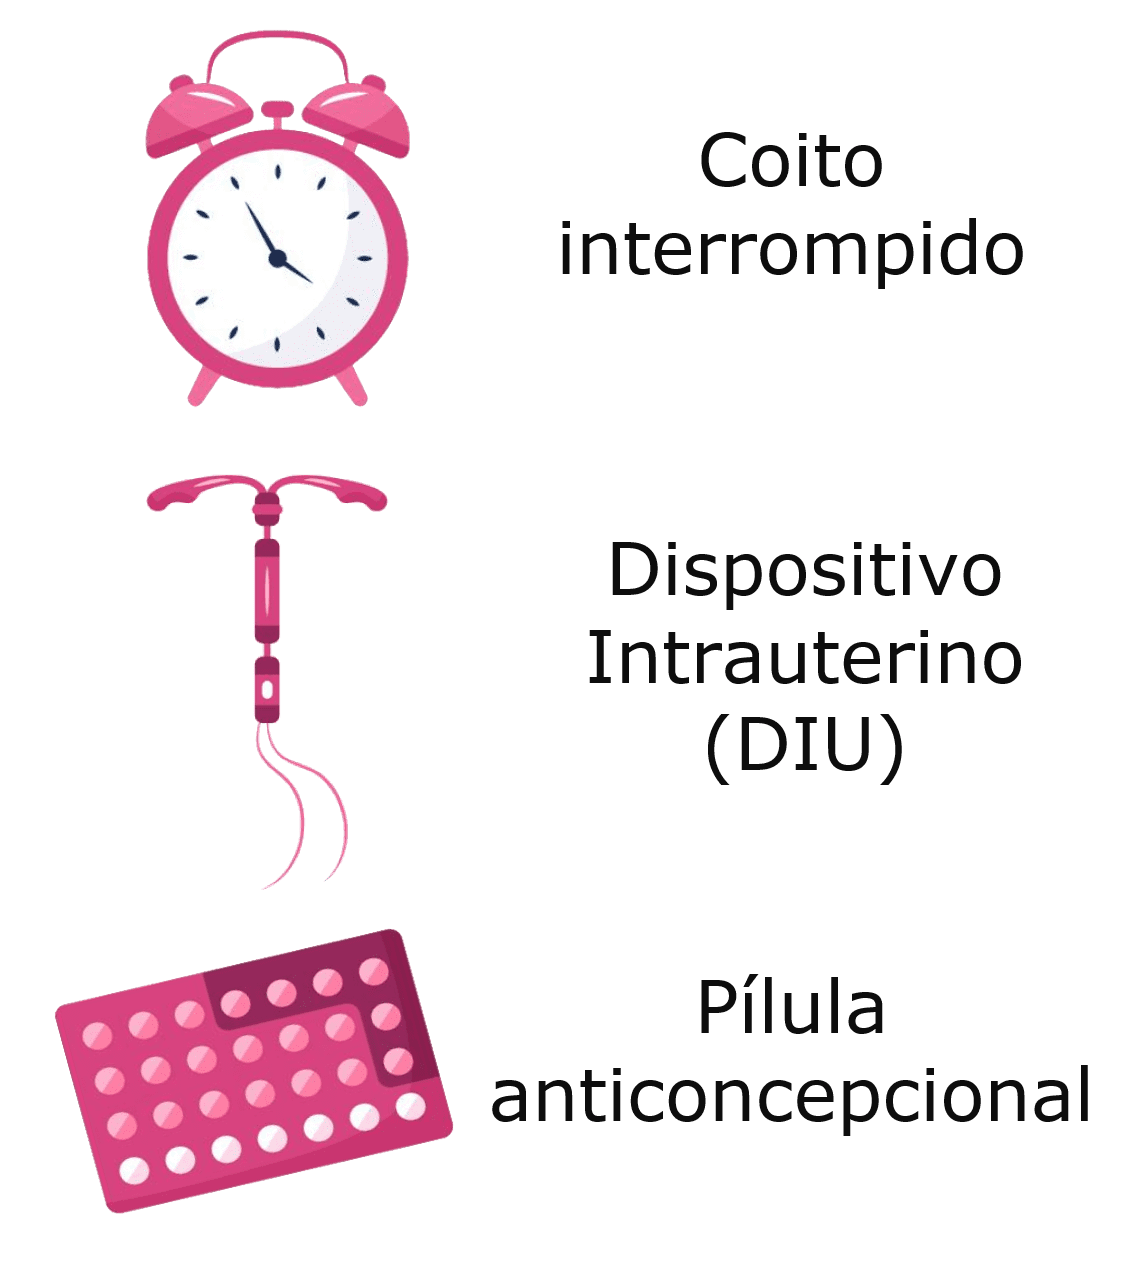 Coito
interrompido
Dispositivo
Intrauterino
(DIU)
Pílula
anticoncepcional